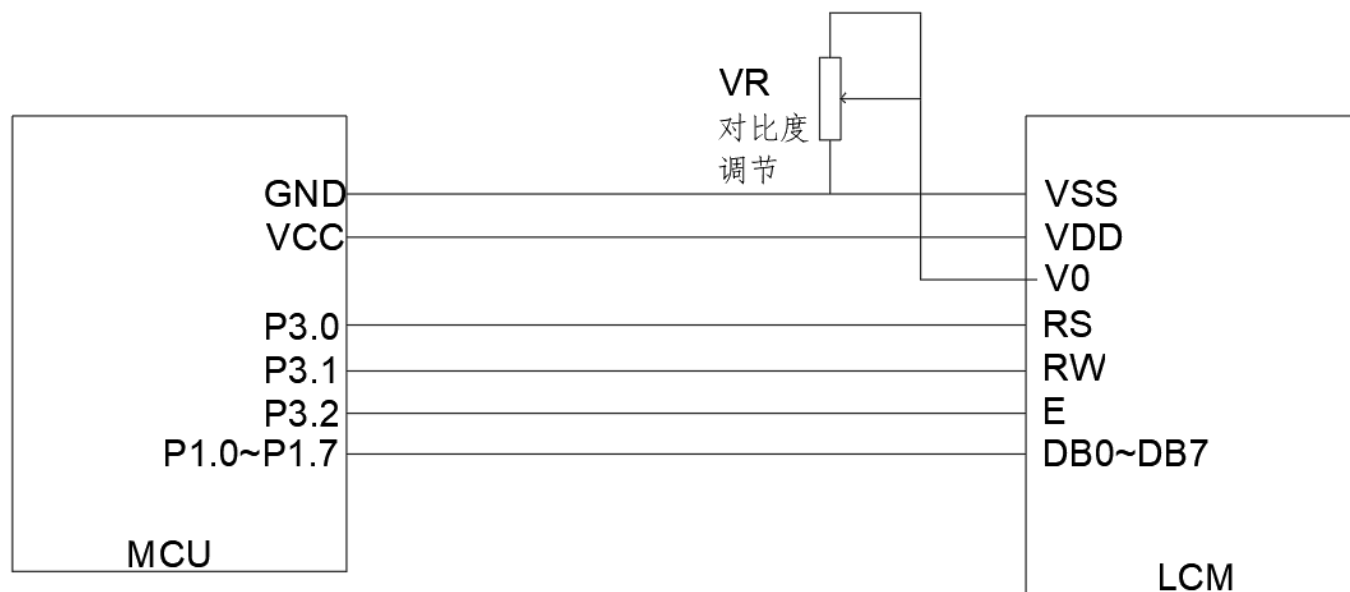 VR
对比度
调节
GND
VCC
P3.0
P3.1
P3.2
P1.0~P1.7
MCU
VSS
VDD
V0
RS
RW
E
DB0~DB7
LCM